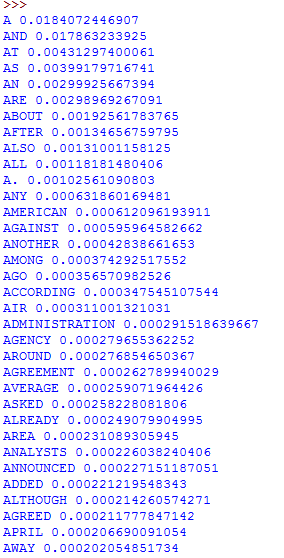 >>>
A 0.0184072446907
AND 0.017863233925
AT 0.00431297400061
AS 0.00399179716741
AN 0.00299925667394
ARE 0.00298969267091
ABOUT 0.00192561783765
AFTER 0.00134656759795
ALSO 0.00131001158125
ALL 0.00118181480406
A. 0.00102561090803
ANY 0.000631860169481
AMERICAN 0.000612096193911
AGAINST 0.000595964582662
ANOTHER 0.00042838661653
AMONG 0.000374292517552
AGO 0.000356570982526
ACCORDING 0.000347545107544
AIR 0.000311001321031
ADMINISTRATION 0.000291518639667
AGENCY 0.000279655362252
AROUND 0.000276854650367
AGREEMENT 0.000262789940029
AVERAGE 0.000259071964426
ASKED 0.000258228081806
ALREADY 0.000249079904995
AREA 0.000231089305945
ANALYSTS 0.000226038240406
ANNOUNCED 0.000227151187051
ADDED 0.000221219548343
ALTHOUGH 0.000214260574271
AGREED 0.000211777847142
APRIL 0.000206690091054
AWAY 0.000202054851734